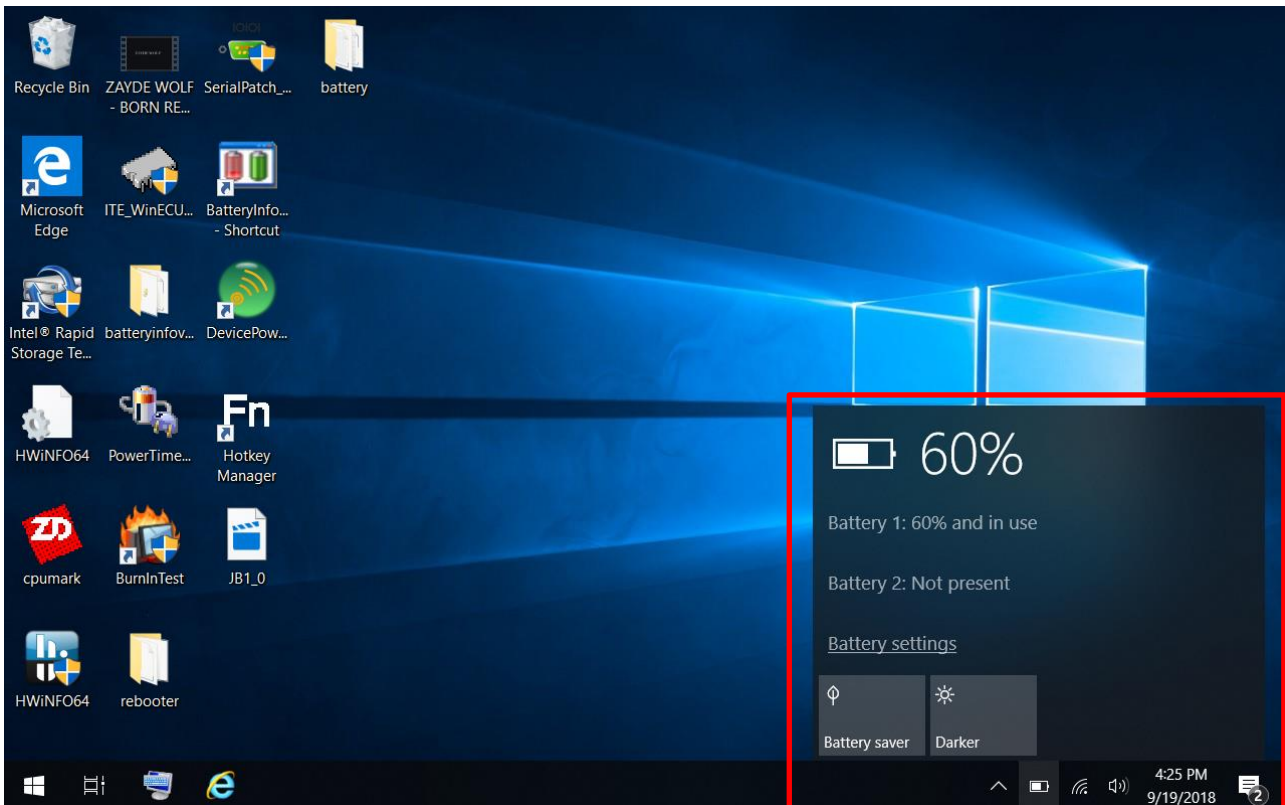 Recycle Bin
ZAYDE WOLF
- BORN RE...
SerialPatch_...
battery
Microsoft
Edge
ITE_WinECU...
BatteryInfo...
- Shortcut
Intel® Rapid
Storage Te...
batteryinfov...
DevicePow...
HWiNFO64
PowerTime...
Fn
Hotkey
Manager
ZD
cpumark
BurnInTest
JB1_0
HWiNFO64
rebooter
60%
Battery 1: 60% and in use
Battery 2: Not present
Battery settings
Battery saver
Darker
4:25 PM
9/19/2018
2